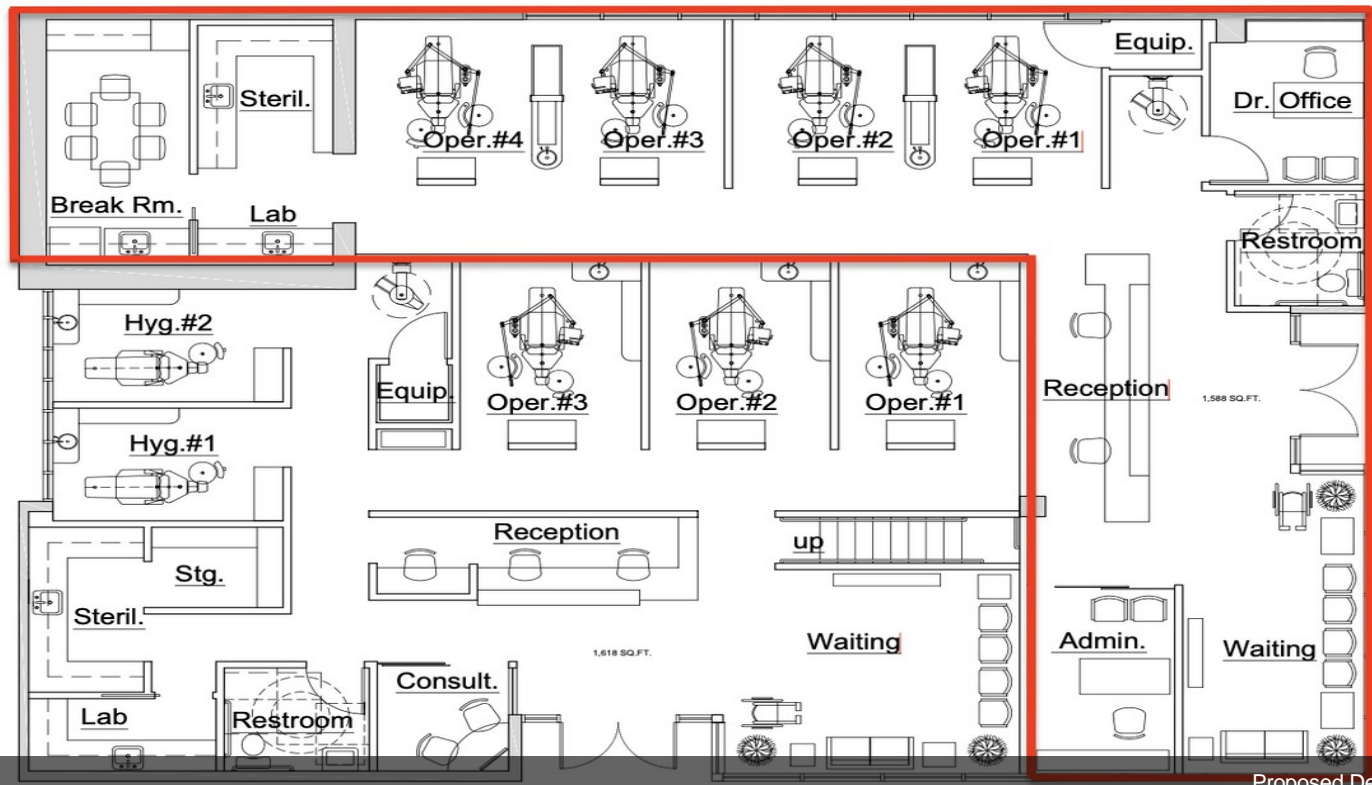 Equip.
Steril.
Dr. Office
Oper.#4
Oper.#3
Oper.#2
Oper.#1
Break Rm.
Lab
Restroom
Hyg.#2
Equip.
Oper.#3
Oper.#2
Oper.#1
Reception
1,588 SQ.FT.
Hyg.#1
Reception
up
Stg.
Steril.
1,618 SQ.FT.
Waiting
Admin.
Waiting
Consult.
Lab
Restroom
Proposed De